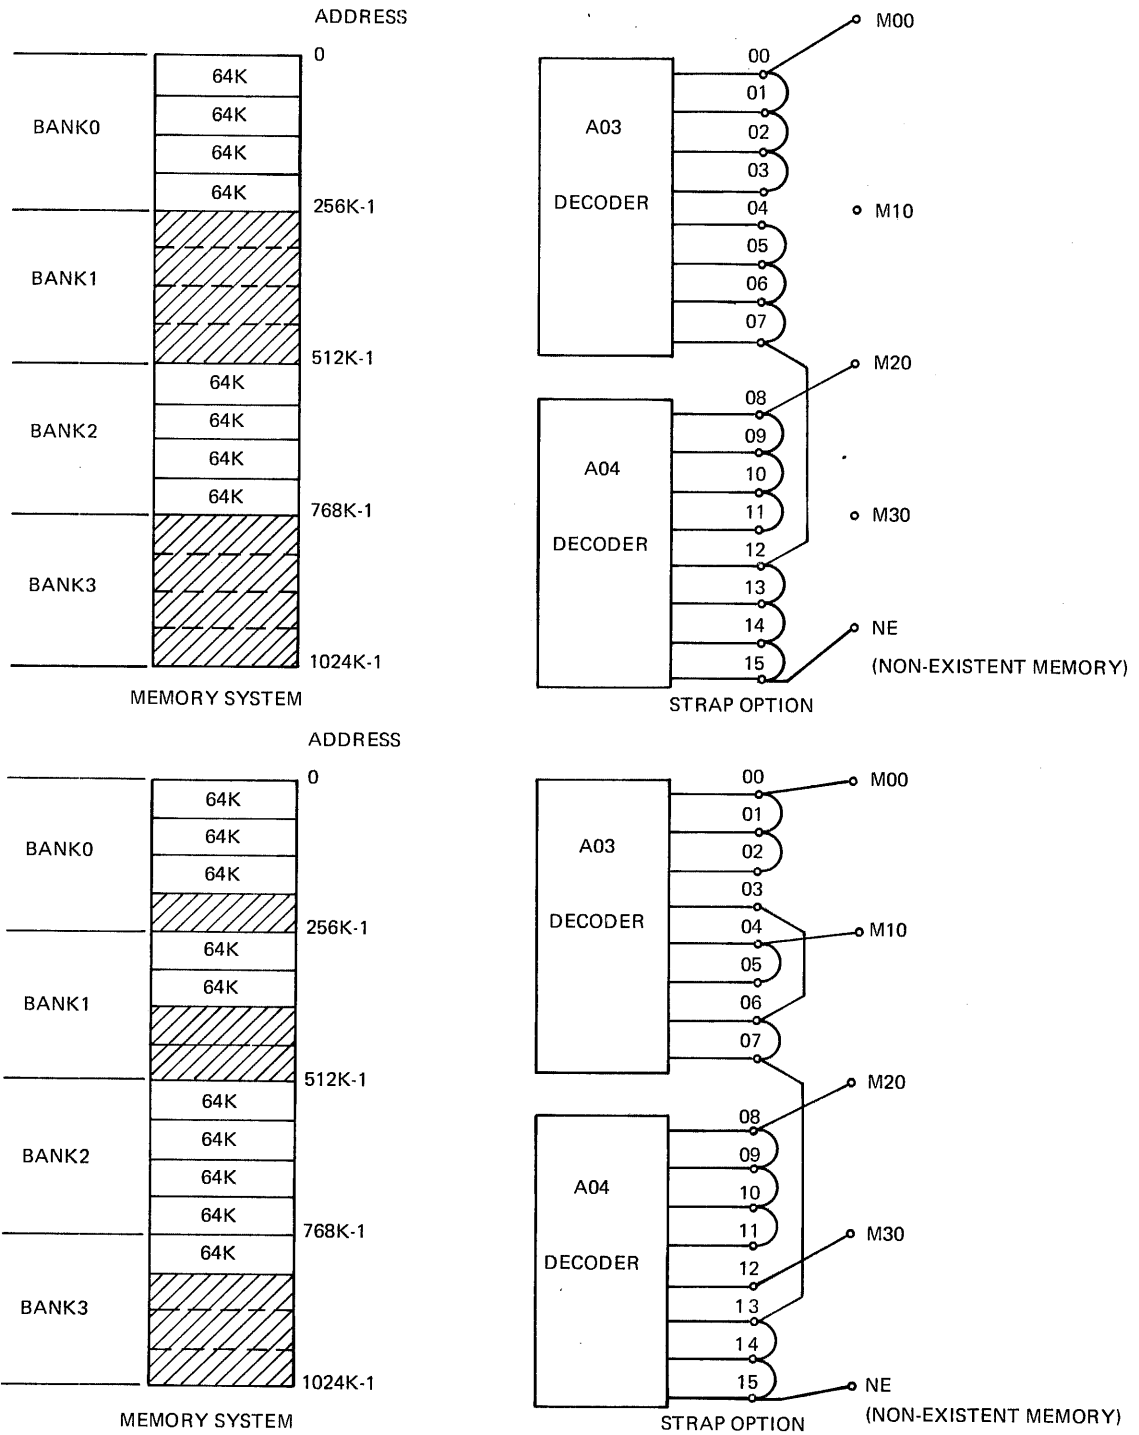 ADDRESS
0
64K
64K
64K
64K
BANK0
256K-1
BANK1
512K-1
64K
64K
64K
64K
BANK2
768K-1
BANK3
1024K-1
MEMORY SYSTEM
A03
DECODER
00
01
02
03
04
05
06
07
A04
DECODER
08
09
10
11
12
13
14
15
M00
M10
M20
M30
NE
(NON-EXISTENT MEMORY)
STRAP OPTION
ADDRESS
0
64K
64K
64K
BANK0
256K-1
64K
64K
BANK1
512K-1
64K
64K
64K
64K
BANK2
768K-1
64K
BANK3
1024K-1
MEMORY SYSTEM
A03
DECODER
00
01
02
03
04
05
06
07
A04
DECODER
08
09
10
11
12
13
14
15
M00
M10
M20
M30
NE
(NON-EXISTENT MEMORY)
STRAP OPTION